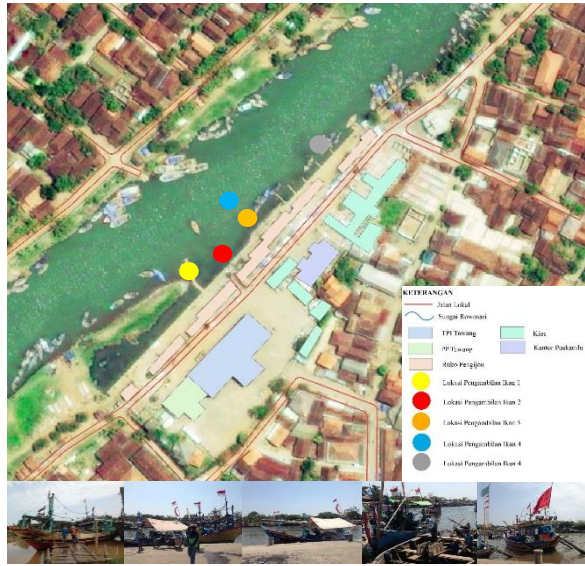 KETERANGAN
Jalan Lokal
Sungai Rowosari
TPI Tawang
Kios
PP Tawang
Kantor Poskamla
Ruko Pengijon
Lokasi Pengambilan Ikan 1
Lokasi Pengambilan Ikan 2
Lokasi Pengambilan Ikan 3
Lokasi Pengambilan Ikan 4
Lokasi Pengambilan Ikan 4